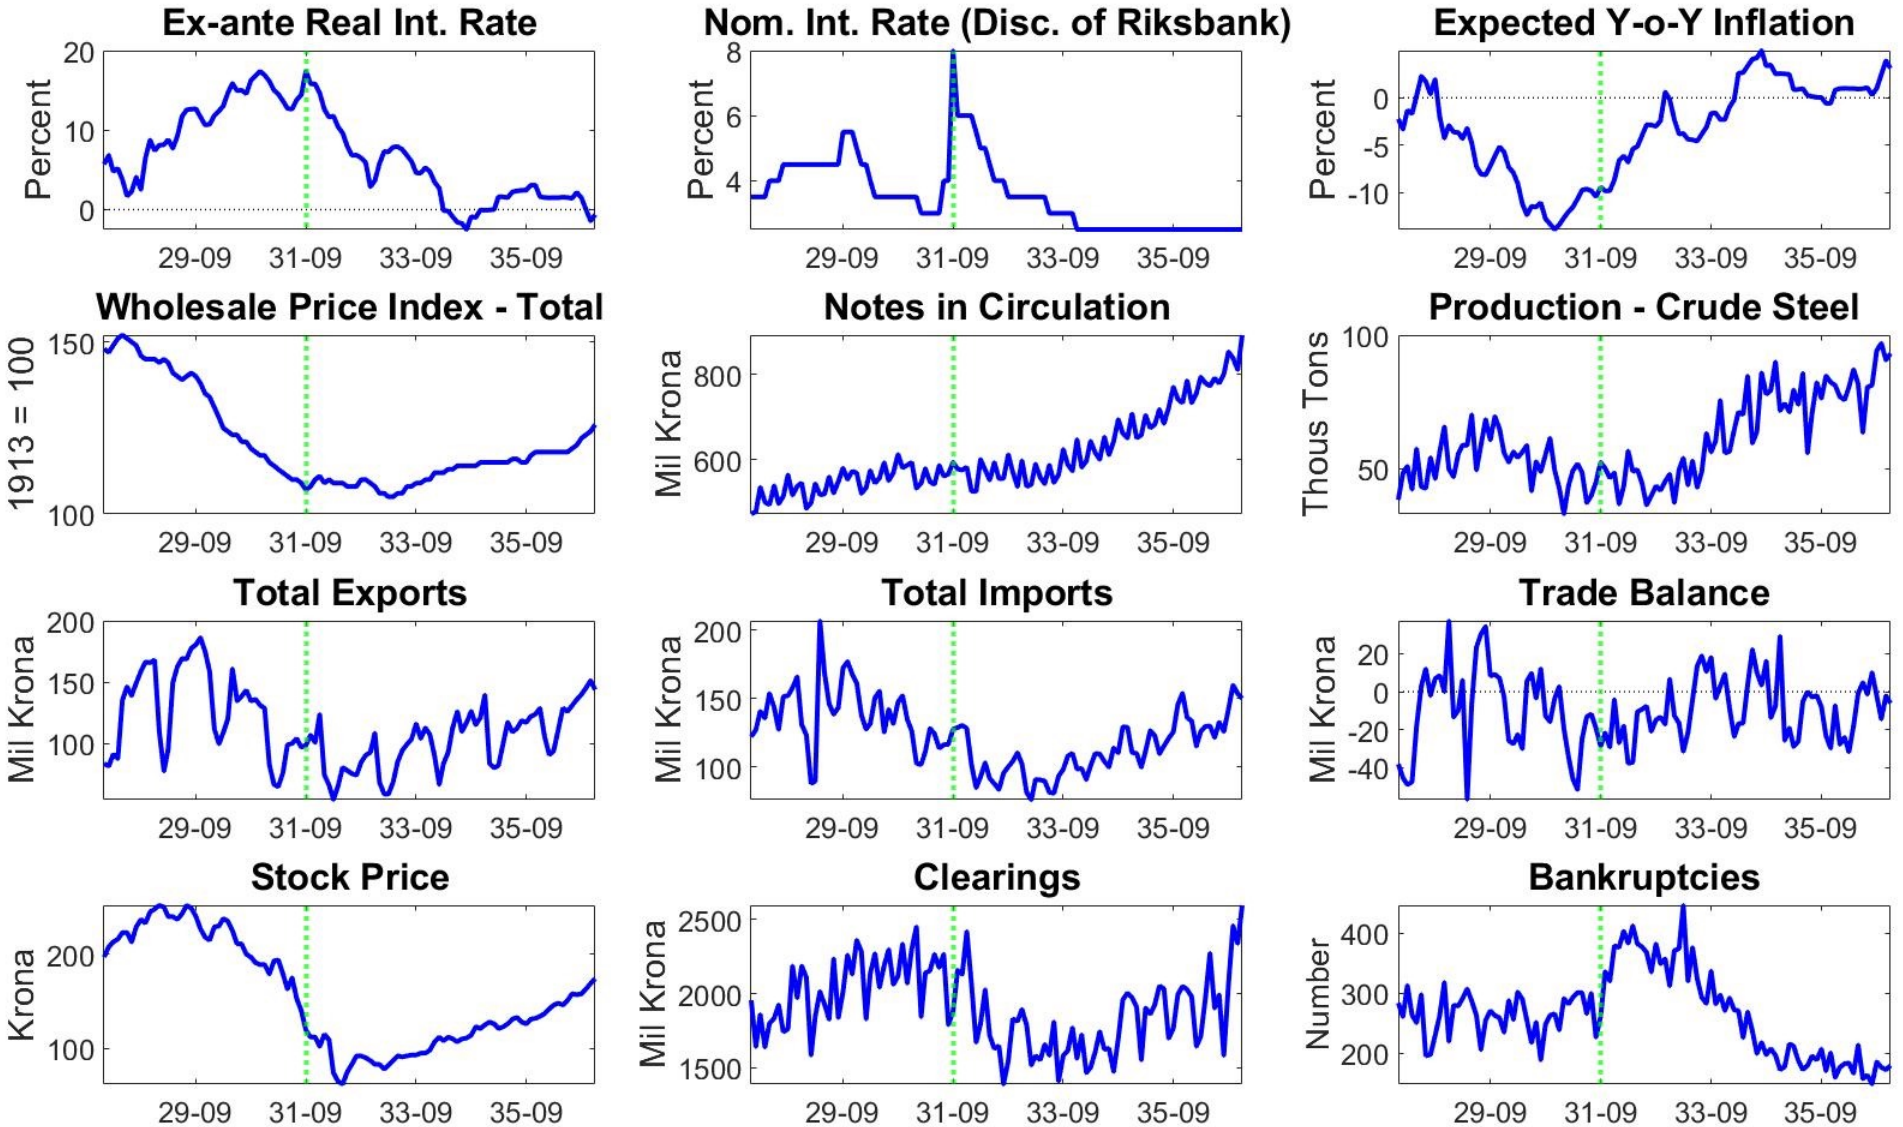 Ex-ante Real Int. Rate
Percent
20
10
0
29-09 31-09 33-09 35-09
Nom. Int. Rate (Disc. of Riksbank)
Percent
8
6
4
29-09 31-09 33-09 35-09
Expected Y-o-Y Inflation
Percent
0
-5
-10
29-09 31-09 33-09 35-09
Wholesale Price Index - Total
1913 = 100
150
100
29-09 31-09 33-09 35-09
Notes in Circulation
Mil Krona
800
600
29-09 31-09 33-09 35-09
Production - Crude Steel
Thous Tons
100
50
29-09 31-09 33-09 35-09
Total Exports
Mil Krona
200
150
100
29-09 31-09 33-09 35-09
Total Imports
Mil Krona
200
150
100
29-09 31-09 33-09 35-09
Trade Balance
Mil Krona
20
0
-20
-40
29-09 31-09 33-09 35-09
Stock Price
Krona
200
100
29-09 31-09 33-09 35-09
Clearings
Mil Krona
2500
2000
1500
29-09 31-09 33-09 35-09
Bankruptcies
Number
400
300
200
29-09 31-09 33-09 35-09